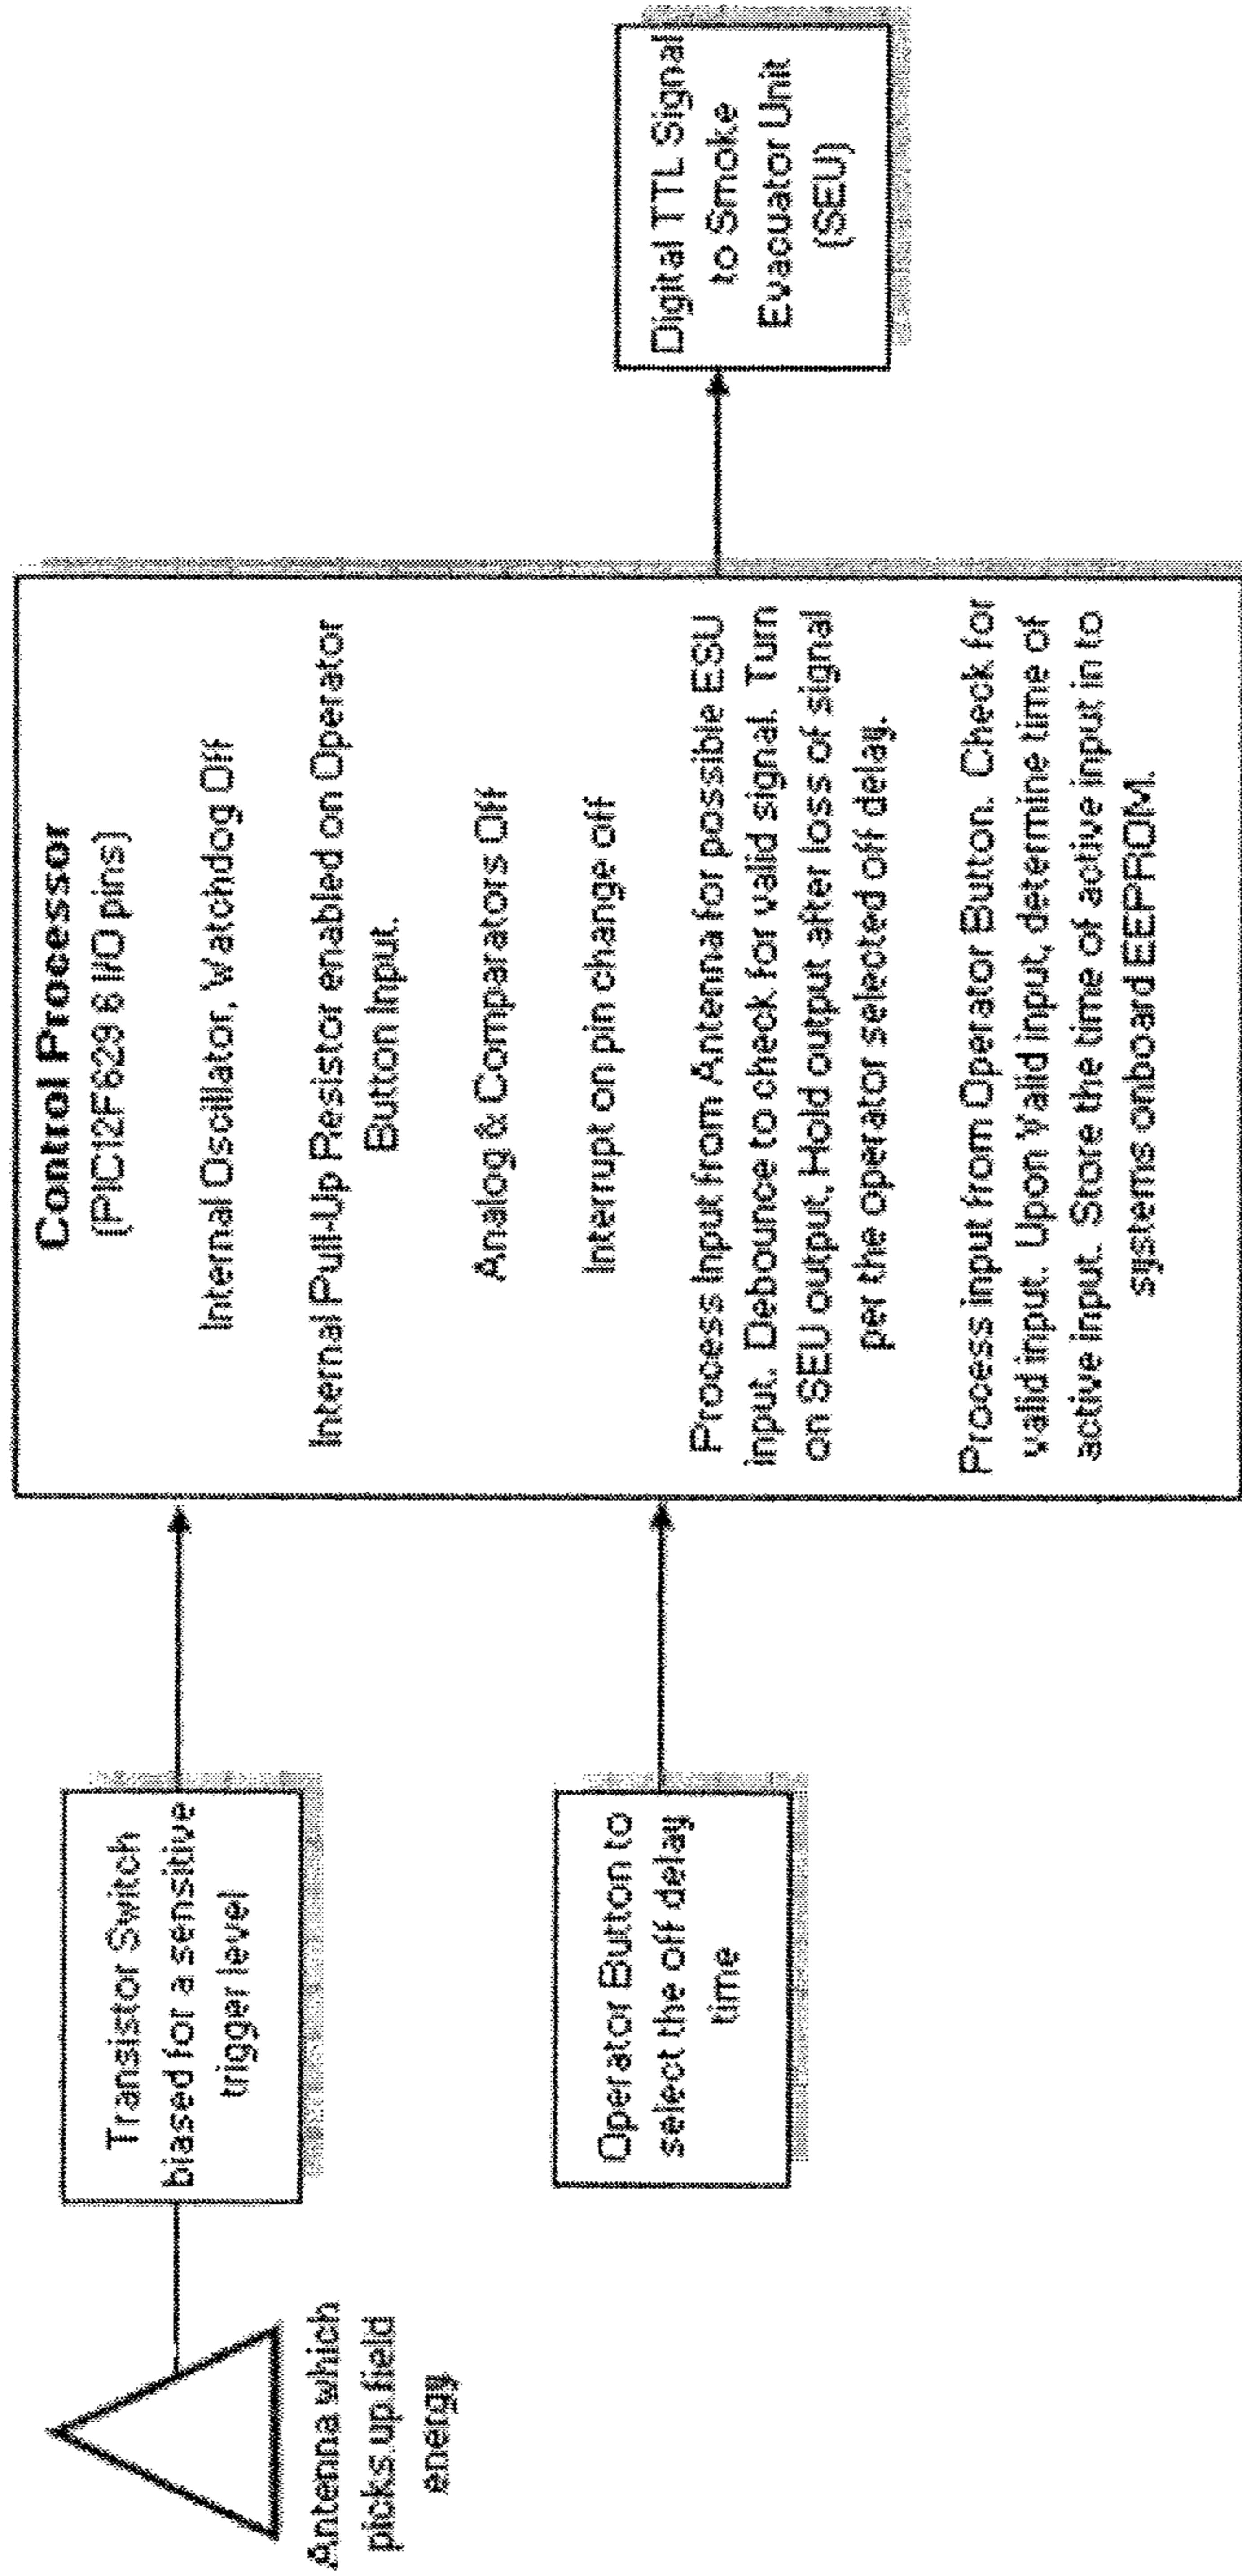 Antenna which
picks up field
energy
Transistor Switch
biased for a sensitive
trigger level
Operator Button to
select the off delay
time
Control Processor
(PIC12F629 6 I/O pins)
Internal Oscillator, Watchdog Off
Internal Pull-Up Resistor enabled on Operator
Button Input.
Analog & Comparators Off
Interrupt on pin change off
Process Input from Antenna for possible ESU
input. Debounce to check for valid signal. Turn
on SEU output, Hold output after loss of signal
per the operator selected off delay.
Process input from Operator Button. Check for
valid input. Upon Valid input, determine time of
active input. Store the time of active input in to
systems onboard EEPROM.
Digital TTL Signal
to Smoke
Evacuator Unit
(SEU)